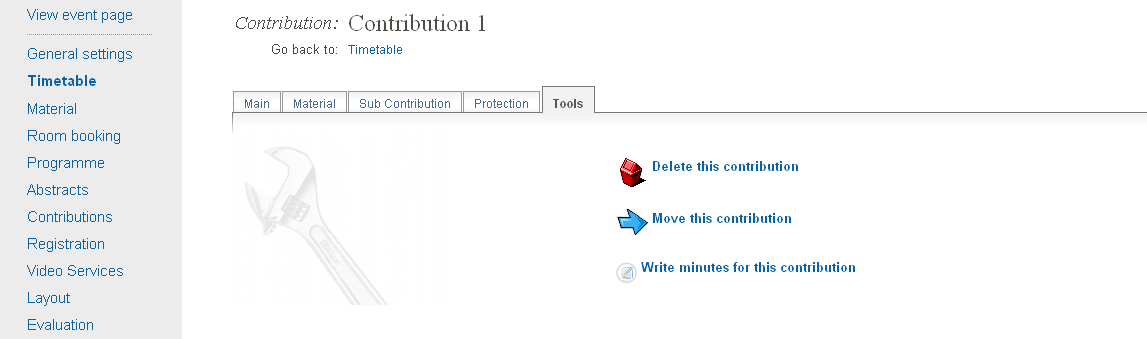 View event page
General settings
Timetable
Material
Room booking
Programme
Abstracts
Contributions
Registration
Video Services
Layout
Evaluation
Contribution: Contribution 1
Go back to: Timetable
Main Material Sub Contribution Protection Tools
Delete this contribution
Move this contribution
Write minutes for this contribution